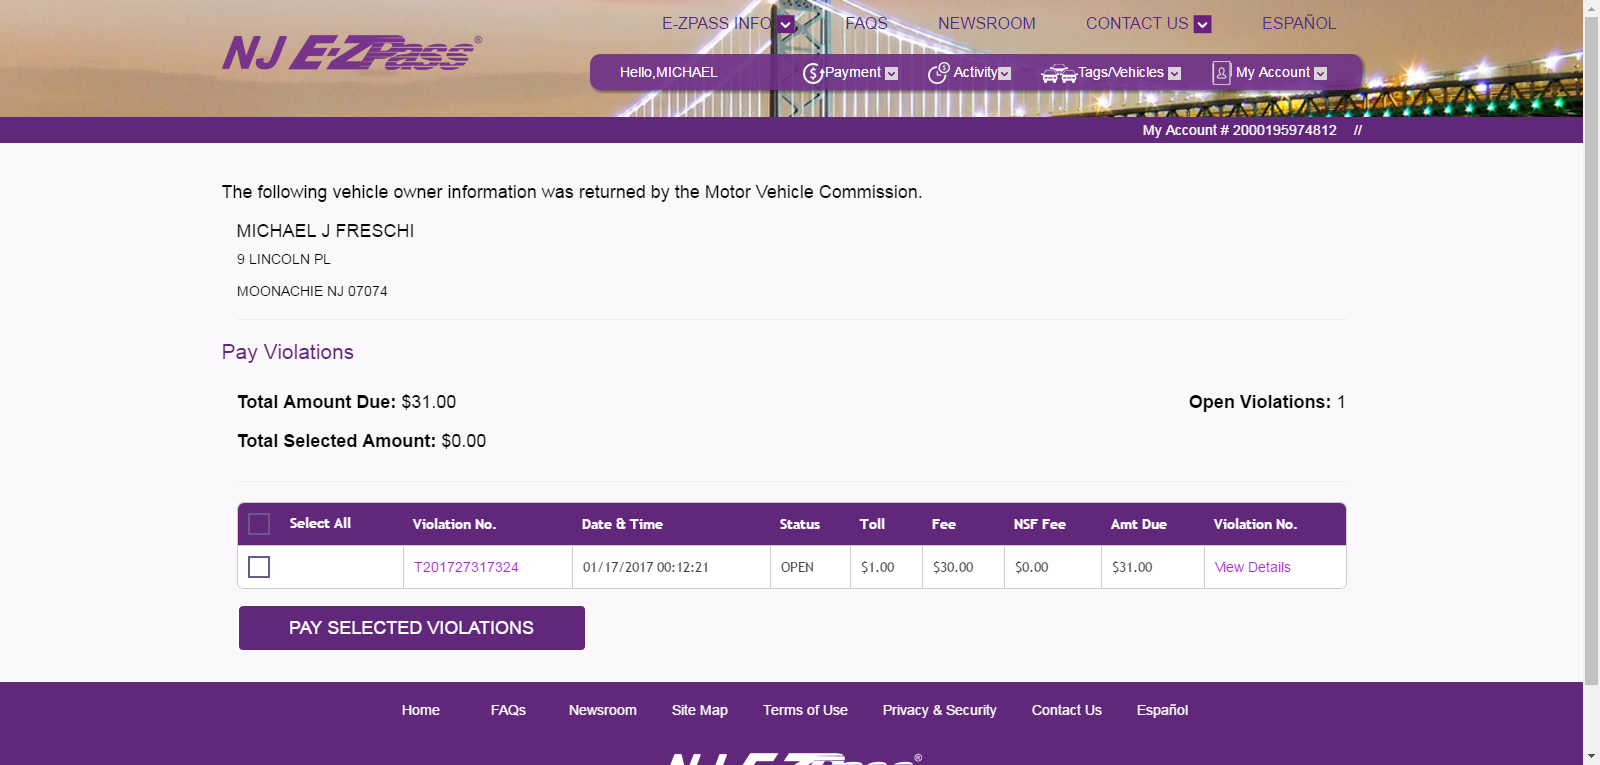 E-ZPASS INFO FAQS NEWSROOM CONTACT US ESPAÑOL
NJ E-ZPass®
Hello,MICHAEL Payment Activity Tags/Vehicles My Account
My Account # 2000195974812 //
The following vehicle owner information was returned by the Motor Vehicle Commission.
MICHAEL J FRESCHI
9 LINCOLN PL
MOONACHIE NJ 07074
Pay Violations
Total Amount Due: $31.00 Open Violations: 1
Total Selected Amount: $0.00
Select All Violation No. Date & Time Status Toll Fee NSF Fee Amt Due Violation No.
T201727317324 01/17/2017 00:12:21 OPEN $1.00 $30.00 $0.00 $31.00 View Details
PAY SELECTED VIOLATIONS
Home FAQs Newsroom Site Map Terms of Use Privacy & Security Contact Us Español
NJ E-ZPass®